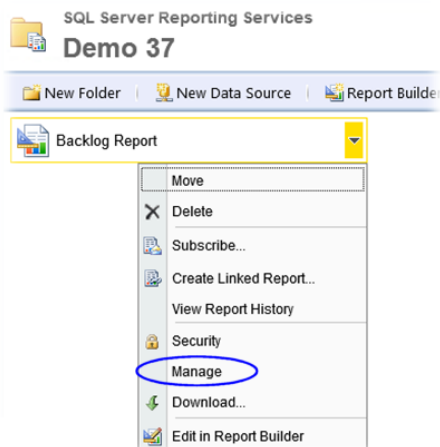 SQL Server Reporting Services
Demo 37
New Folder New Data Source Report Builder
Backlog Report
Move
Delete
Subscribe...
Create Linked Report...
View Report History
Security
Manage
Download...
Edit in Report Builder